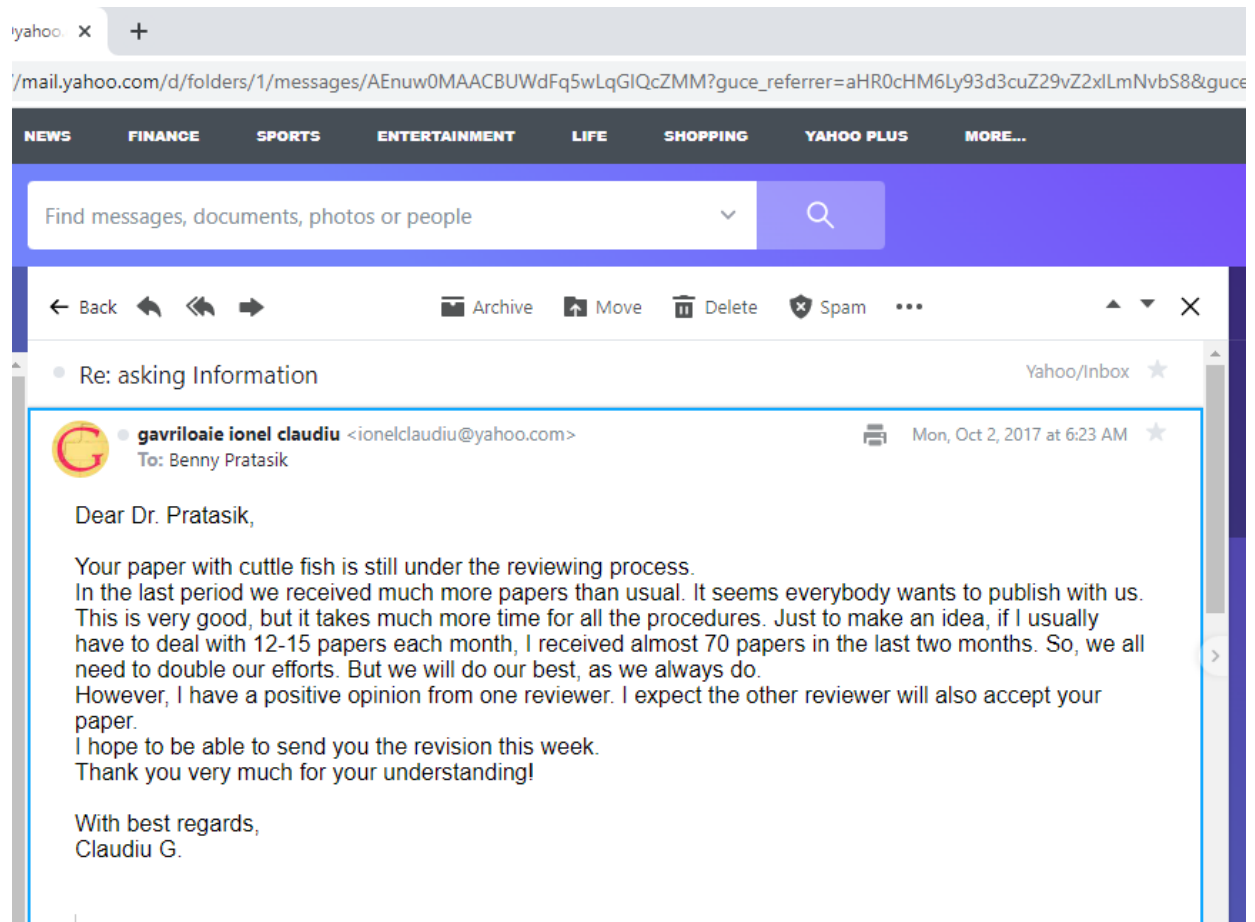 yahoo. ×  +
//mail.yahoo.com/d/folders/1/messages/AEnuw0MAACBUWdFq5wLqGlQcZMM?guce_referrer=aHR0cHM6Ly93d3cuZ29vZ2xlLmNvbS8&guce
NEWS FINANCE SPORTS ENTERTAINMENT LIFE SHOPPING YAHOO PLUS MORE...
Find messages, documents, photos or people
Back Archive Move Delete Spam
Re: asking Information Yahoo/Inbox
G gavriloaie ionel claudiu <ionelclaudiu@yahoo.com> Mon, Oct 2, 2017 at 6:23 AM
To: Benny Pratasik
Dear Dr. Pratasik,
Your paper with cuttle fish is still under the reviewing process.
In the last period we received much more papers than usual. It seems everybody wants to publish with us.
This is very good, but it takes much more time for all the procedures. Just to make an idea, if I usually
have to deal with 12-15 papers each month, I received almost 70 papers in the last two months. So, we all
need to double our efforts. But we will do our best, as we always do.
However, I have a positive opinion from one reviewer. I expect the other reviewer will also accept your
paper.
I hope to be able to send you the revision this week.
Thank you very much for your understanding!
With best regards,
Claudiu G.